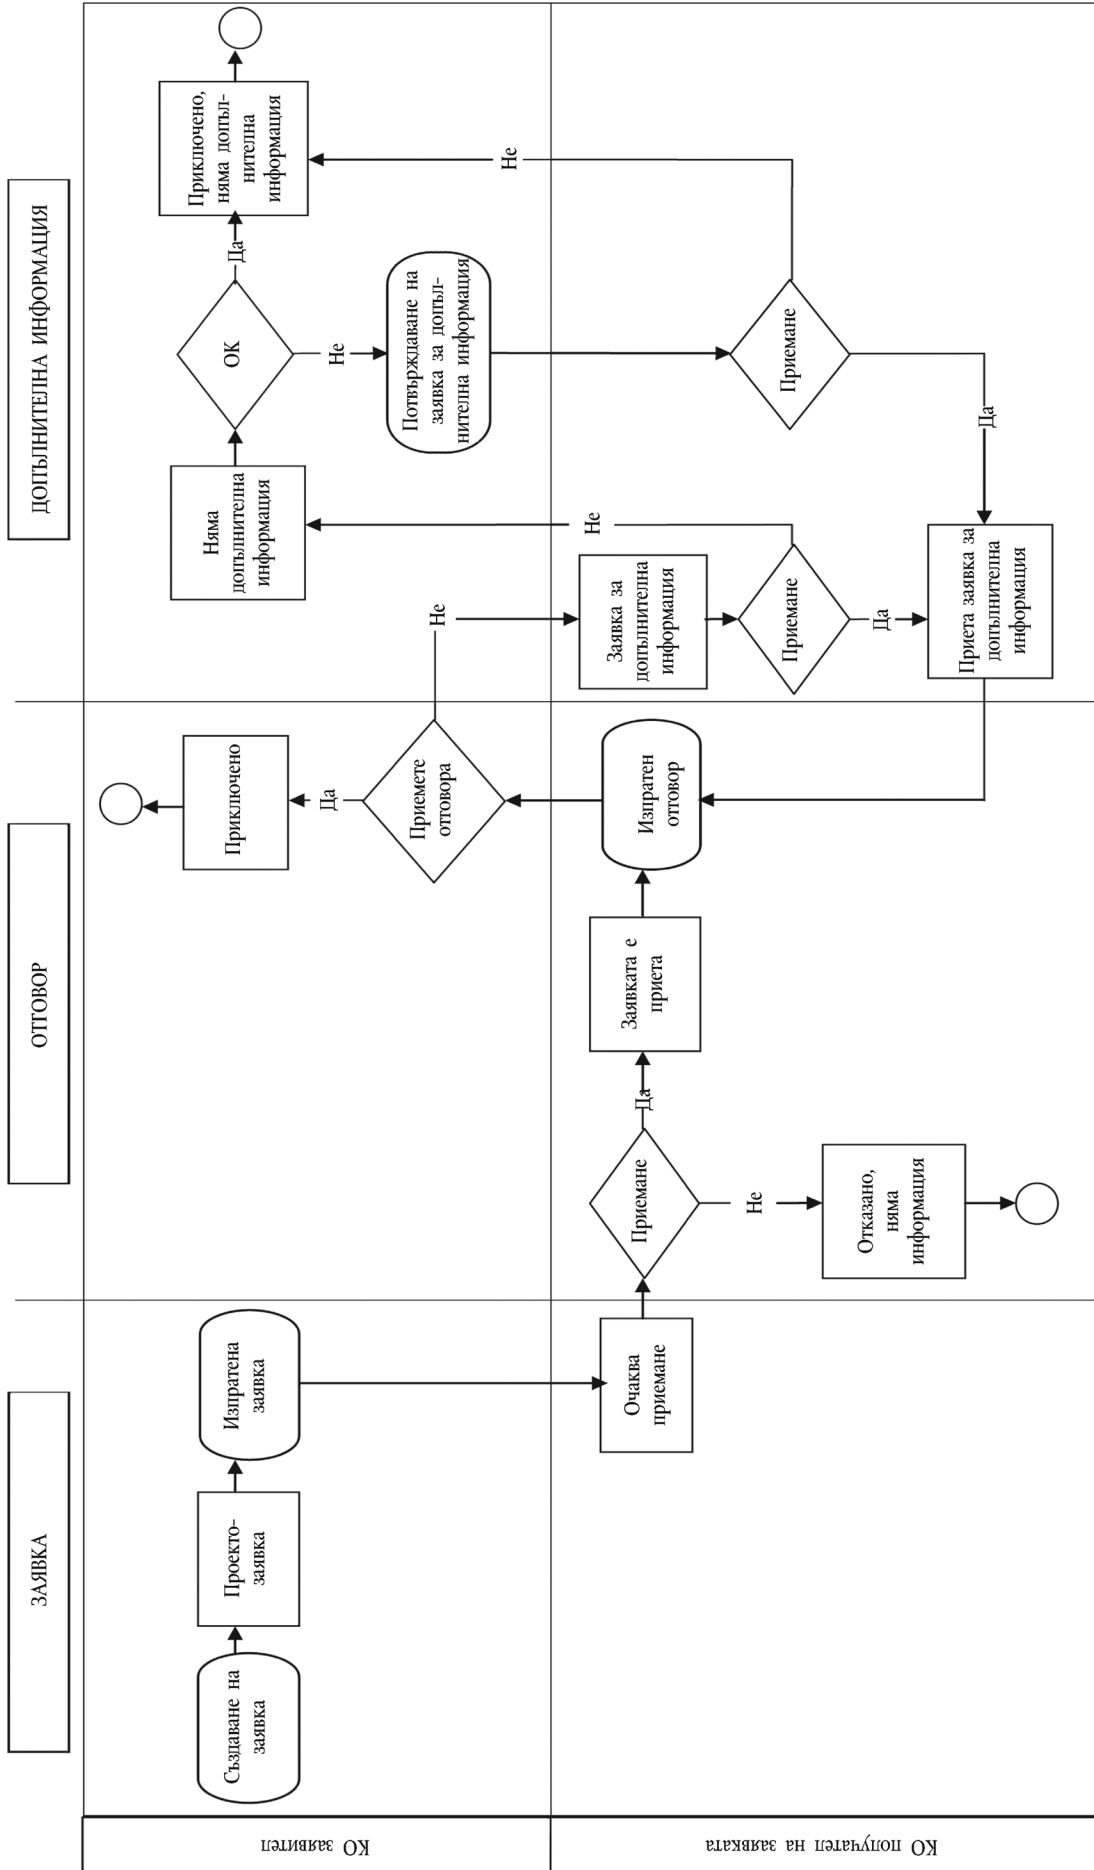 ЗАЯВКА
ОТГОВОР
ДОПЪЛНИТЕЛНА ИНФОРМАЦИЯ
КО заявител
Създаване на
заявка
Проекто-
заявка
Изпратена
заявка
Приключено
Да
Приемете
отговора
Не
Няма
допълнителна
информация
ОК
Да
Не
Приключено,
няма допъл-
нителна
информация
Потвърждаване на
заявка за допъл-
нителна информация
КО получател на заявката
Очаква
приемане
Приемане
Да
Не
Отказано,
няма
информация
Заявката е
приета
Изпратен
отговор
Заявка за
допълнителна
информация
Приемане
Не
Да
Приета заявка за
допълнителна
информация
Приемане
Не
Да